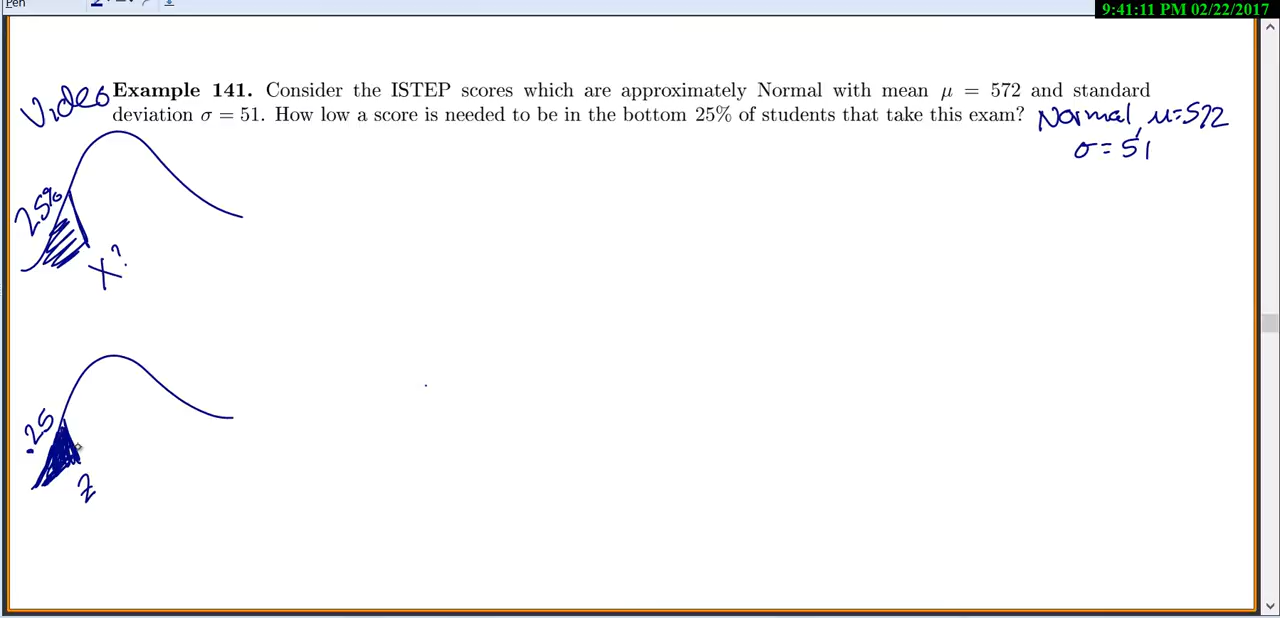 Pen
9:41:11 PM 02/22/2017
Video
Example 141. Consider the ISTEP scores which are approximately Normal with mean μ = 572 and standard
deviation σ = 51. How low a score is needed to be in the bottom 25% of students that take this exam?
Normal, μ=572
σ=51
25%
X?
.25
z